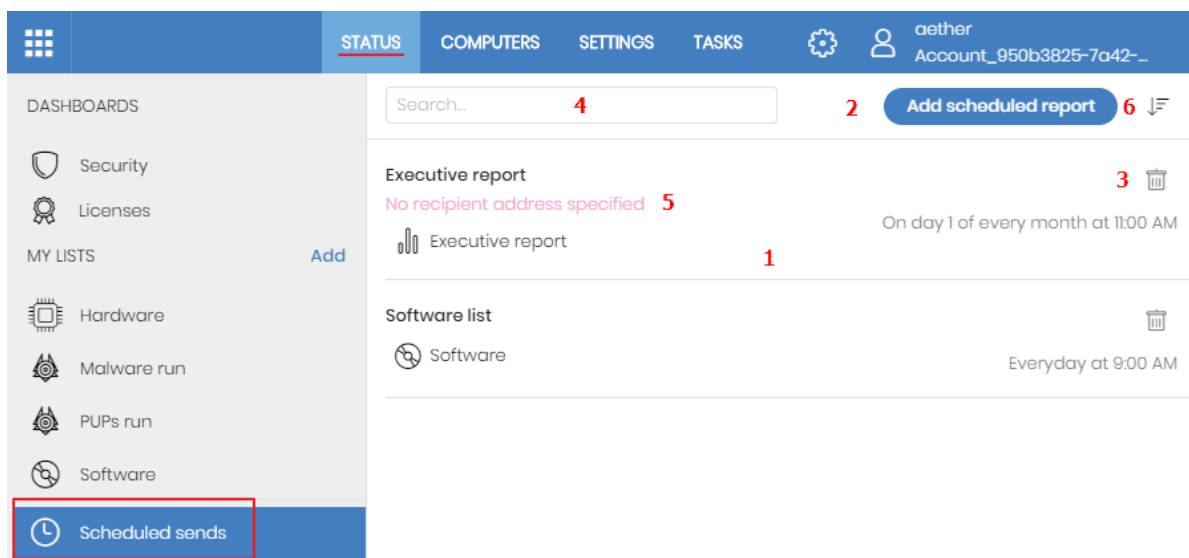 STATUS COMPUTERS SETTINGS TASKS
aether
Account_950b3825-7a42-...
DASHBOARDS
Security
Licenses
MY LISTS Add
Hardware
Malware run
PUPs run
Software
Scheduled sends
Search... 4
2 Add scheduled report 6
Executive report
3
No recipient address specified 5
On day 1 of every month at 11:00 AM
Executive report
1
Software list
Software
Everyday at 9:00 AM